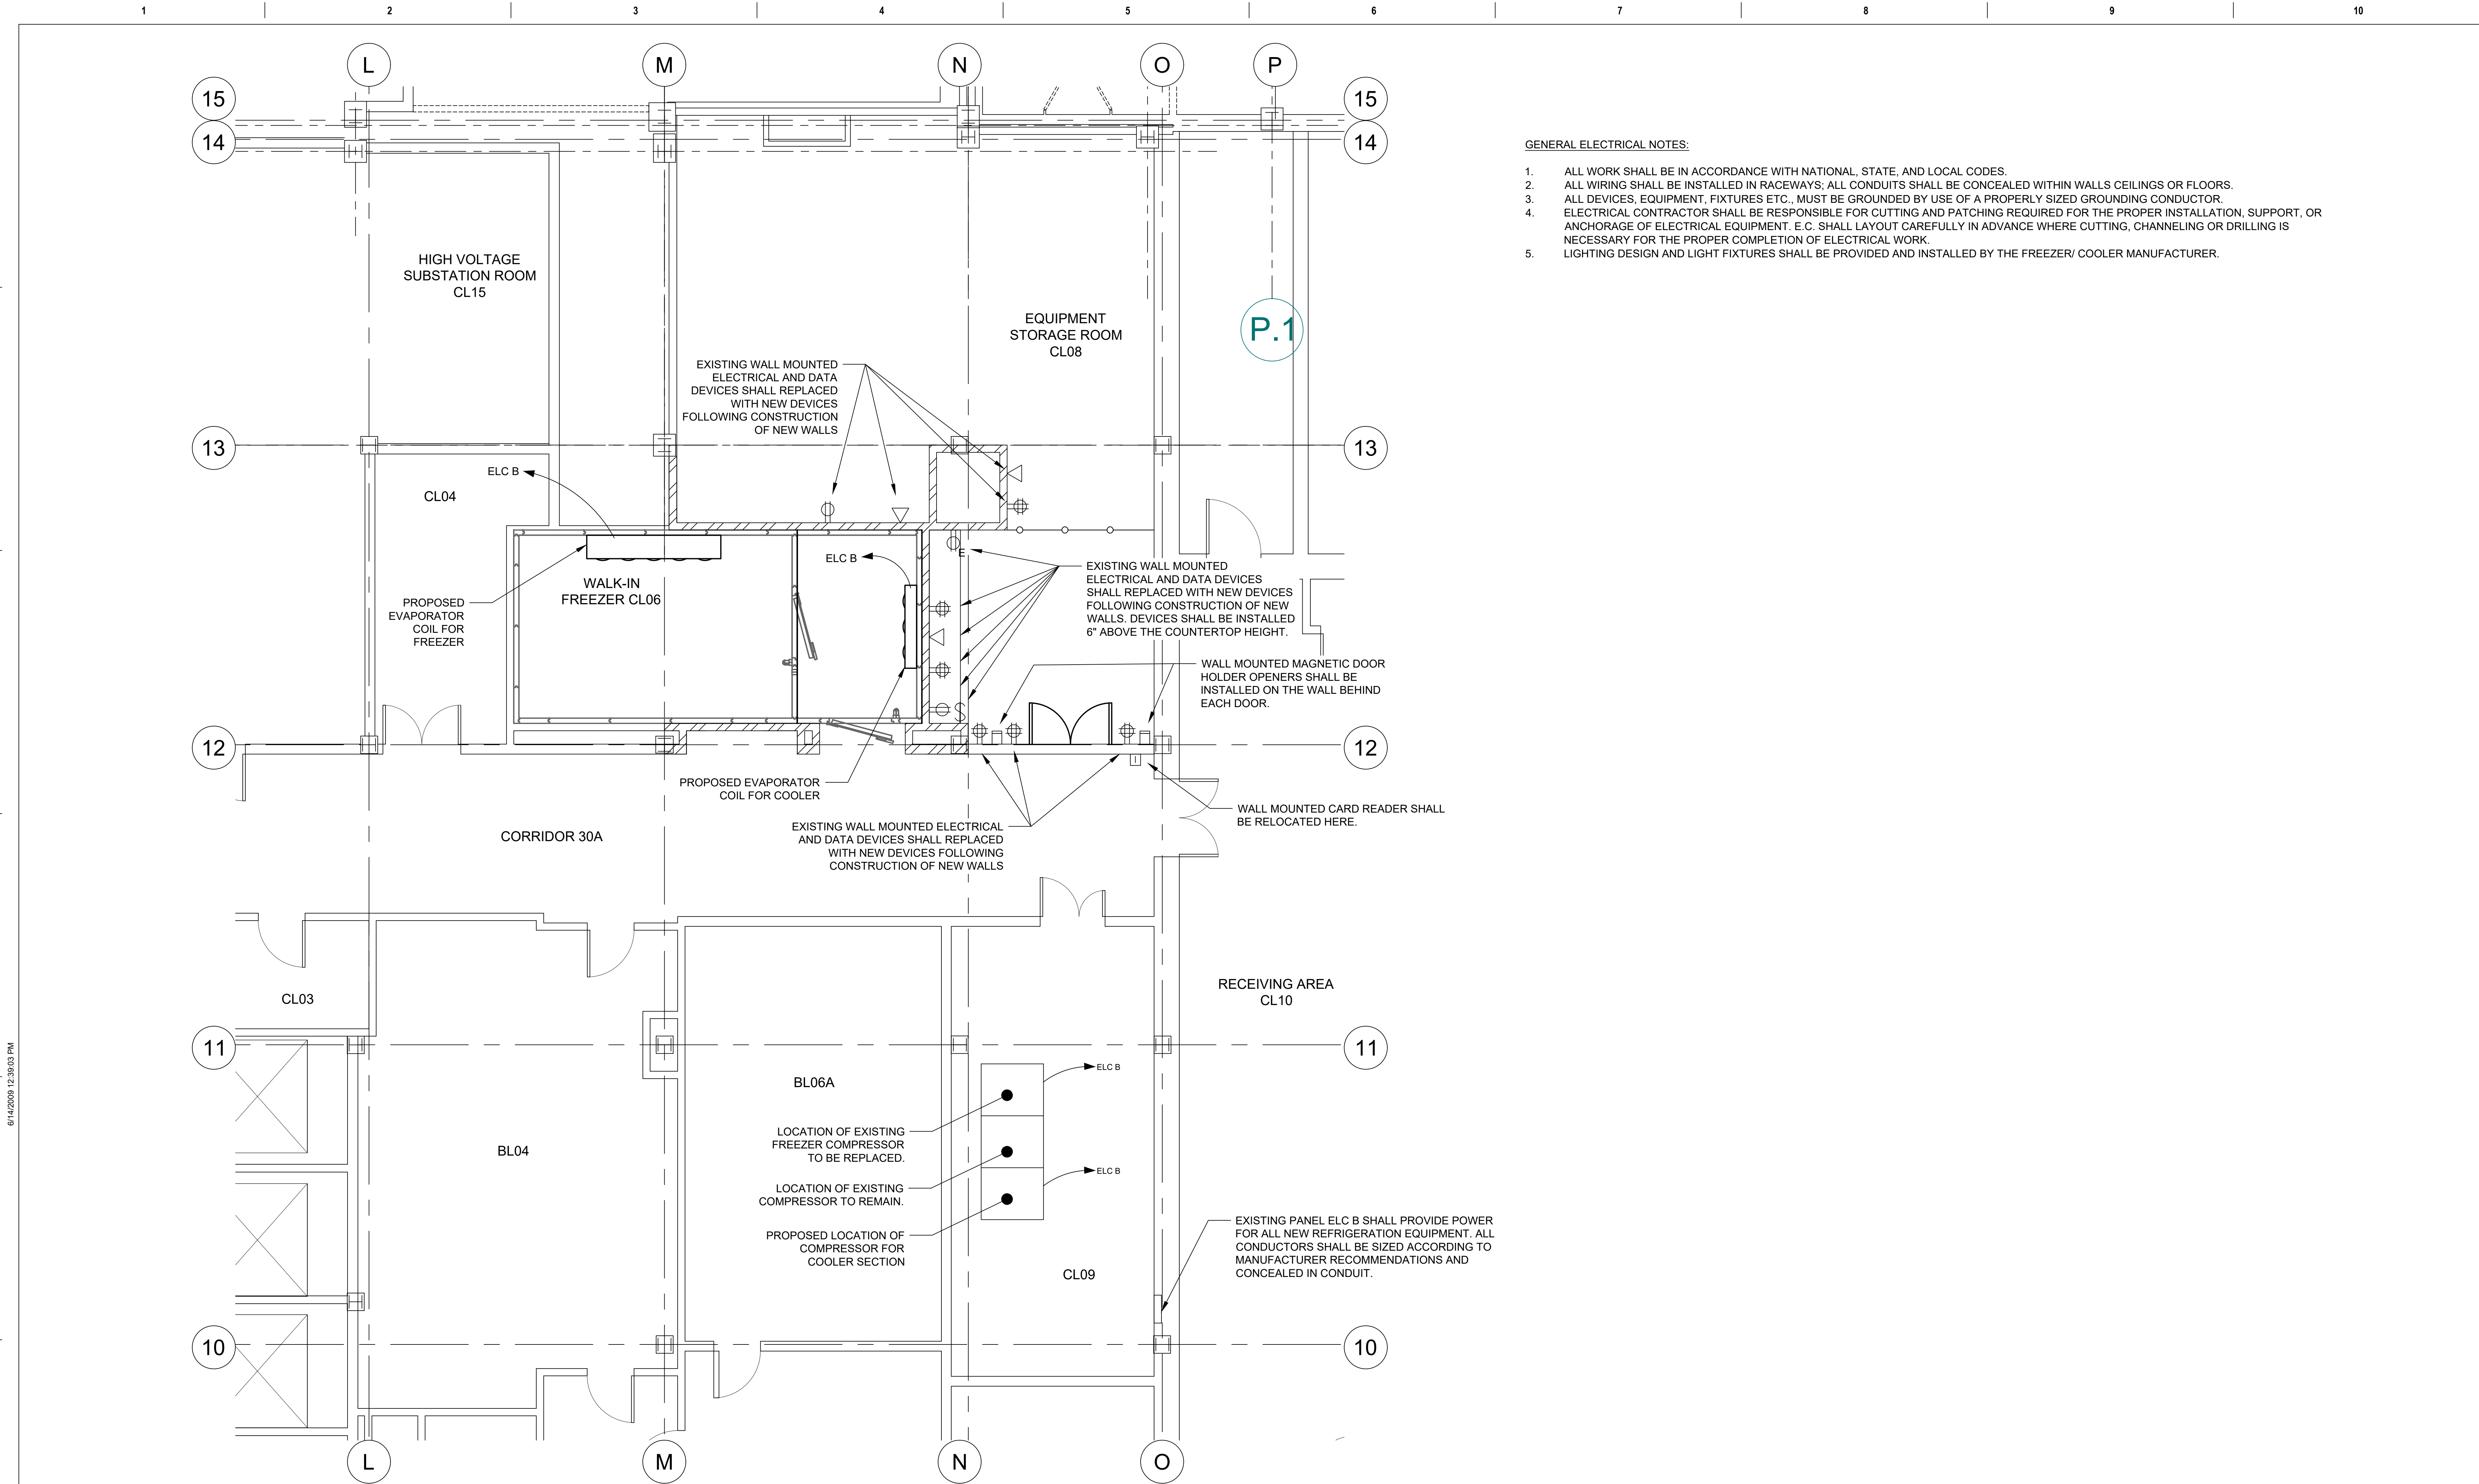 1
2
3
4
5
6
7
8
9
10
L
M
N
O
P
15
15
14
14
GENERAL ELECTRICAL NOTES:
1. ALL WORK SHALL BE IN ACCORDANCE WITH NATIONAL, STATE, AND LOCAL CODES.
2. ALL WIRING SHALL BE INSTALLED IN RACEWAYS; ALL CONDUITS SHALL BE CONCEALED WITHIN WALLS CEILINGS OR FLOORS.
3. ALL DEVICES, EQUIPMENT, FIXTURES ETC., MUST BE GROUNDED BY USE OF A PROPERLY SIZED GROUNDING CONDUCTOR.
4. ELECTRICAL CONTRACTOR SHALL BE RESPONSIBLE FOR CUTTING AND PATCHING REQUIRED FOR THE PROPER INSTALLATION, SUPPORT, OR
ANCHORAGE OF ELECTRICAL EQUIPMENT. E.C. SHALL LAYOUT CAREFULLY IN ADVANCE WHERE CUTTING, CHANNELING OR DRILLING IS
NECESSARY FOR THE PROPER COMPLETION OF ELECTRICAL WORK.
5. LIGHTING DESIGN AND LIGHT FIXTURES SHALL BE PROVIDED AND INSTALLED BY THE FREEZER/ COOLER MANUFACTURER.
HIGH VOLTAGE
SUBSTATION ROOM
CL15
EQUIPMENT
STORAGE ROOM
CL08
P.1
EXISTING WALL MOUNTED
ELECTRICAL AND DATA
DEVICES SHALL REPLACED
WITH NEW DEVICES
FOLLOWING CONSTRUCTION
OF NEW WALLS
13
13
ELC B
CL04
ELC B
E
WALK-IN
FREEZER CL06
PROPOSED
EVAPORATOR
COIL FOR
FREEZER
EXISTING WALL MOUNTED
ELECTRICAL AND DATA DEVICES
SHALL REPLACED WITH NEW DEVICES
FOLLOWING CONSTRUCTION OF NEW
WALLS. DEVICES SHALL BE INSTALLED
6" ABOVE THE COUNTERTOP HEIGHT.
WALL MOUNTED MAGNETIC DOOR
HOLDER OPENERS SHALL BE
INSTALLED ON THE WALL BEHIND
EACH DOOR.
S
12
12
PROPOSED EVAPORATOR
COIL FOR COOLER
WALL MOUNTED CARD READER SHALL
BE RELOCATED HERE.
CORRIDOR 30A
EXISTING WALL MOUNTED ELECTRICAL
AND DATA DEVICES SHALL REPLACED
WITH NEW DEVICES FOLLOWING
CONSTRUCTION OF NEW WALLS
CL03
RECEIVING AREA
CL10
11
11
6/14/2009 12:39:03 PM
BL06A
ELC B
BL04
LOCATION OF EXISTING
FREEZER COMPRESSOR
TO BE REPLACED.
ELC B
LOCATION OF EXISTING
COMPRESSOR TO REMAIN.
PROPOSED LOCATION OF
COMPRESSOR FOR
COOLER SECTION
CL09
EXISTING PANEL ELC B SHALL PROVIDE POWER
FOR ALL NEW REFRIGERATION EQUIPMENT. ALL
CONDUCTORS SHALL BE SIZED ACCORDING TO
MANUFACTURER RECOMMENDATIONS AND
CONCEALED IN CONDUIT.
10
10
L
M
N
O